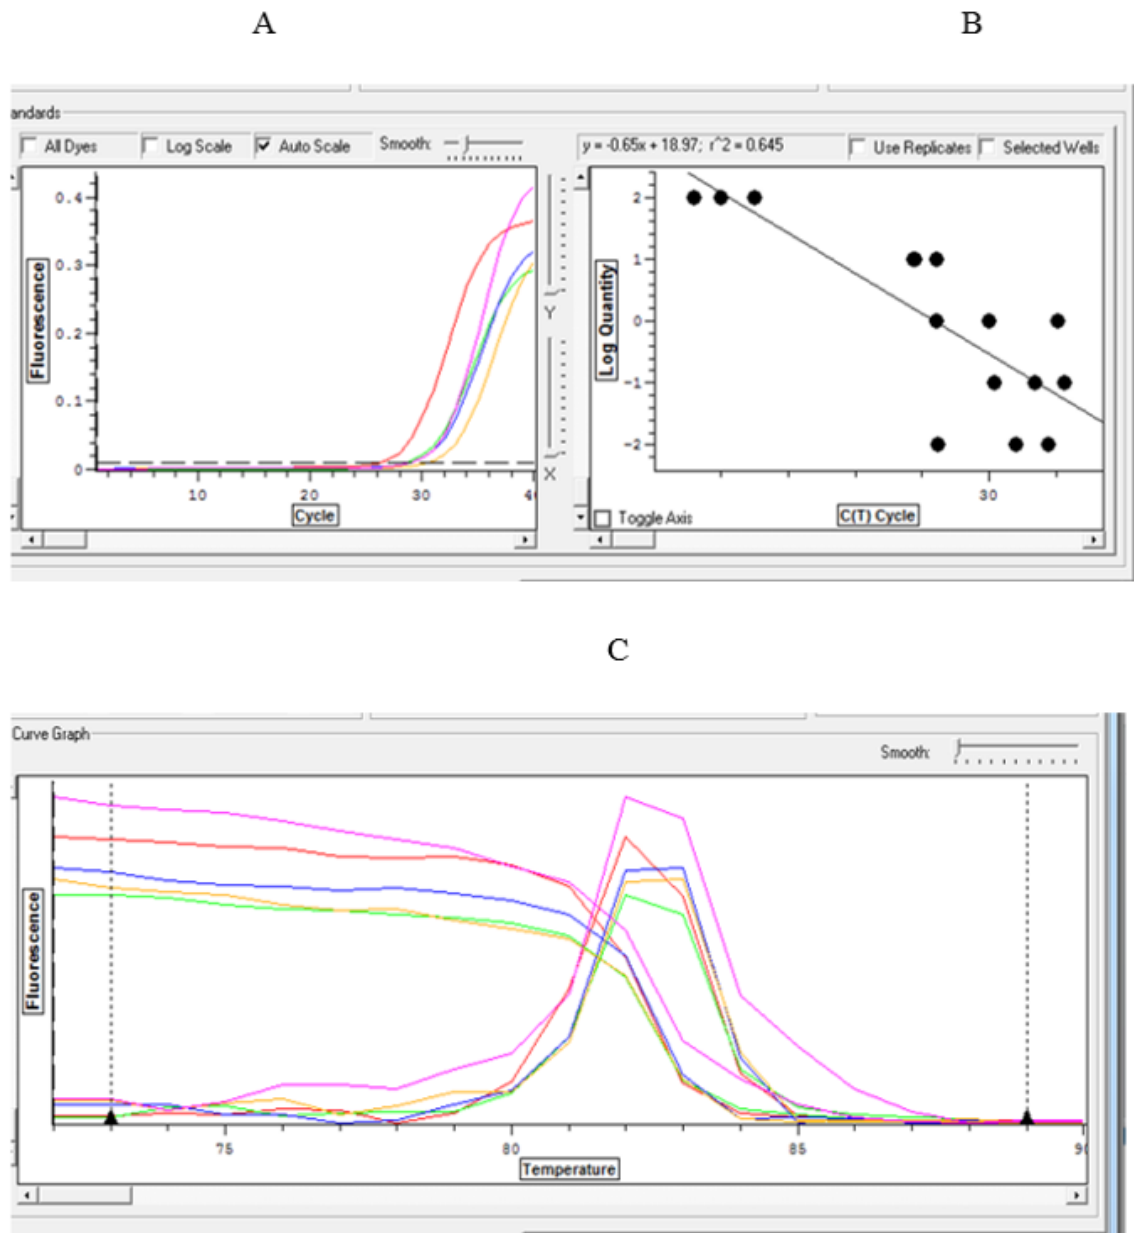 A B
andards
All Dyes Log Scale Auto Scale Smooth: y = -0.65x + 18.97; r^2 = 0.645 Use Replicates Selected Wells
Fluorescence
0.4
0.3
0.2
0.1
0
10 20 30 40
Cycle
Y
X
Log Quantity
2
1
0
-1
-2
30
Toggle Axis C(T) Cycle
C
Curve Graph
Smooth:
Fluorescence
75 80 85 90
Temperature